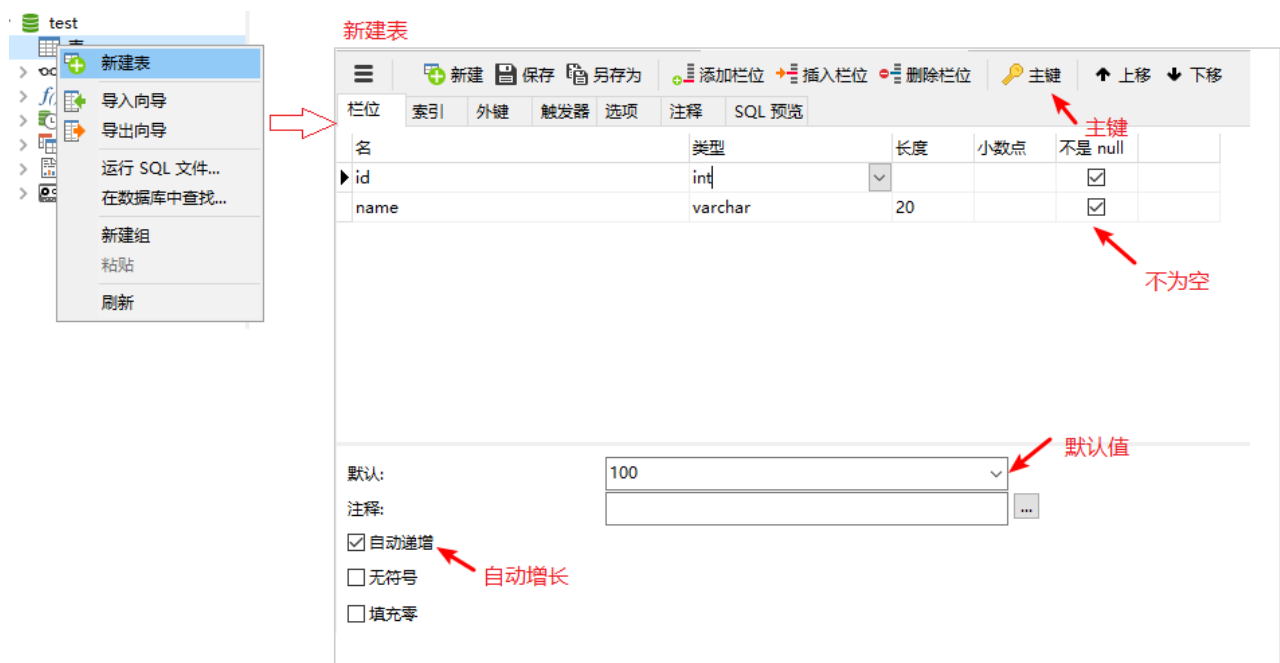 test
新建表
导入向导
导出向导
运行 SQL 文件...
在数据库中查找...
新建组
粘贴
刷新
新建表
新建 保存 另存为 添加栏位 插入栏位 删除栏位 主键 上移 下移
栏位 索引 外键 触发器 选项 注释 SQL 预览
主键
名 类型 长度 小数点 不是 null
id int
name varchar 20
不为空
默认值
默认: 100
注释: ...
自动递增
自动增长
无符号
填充零